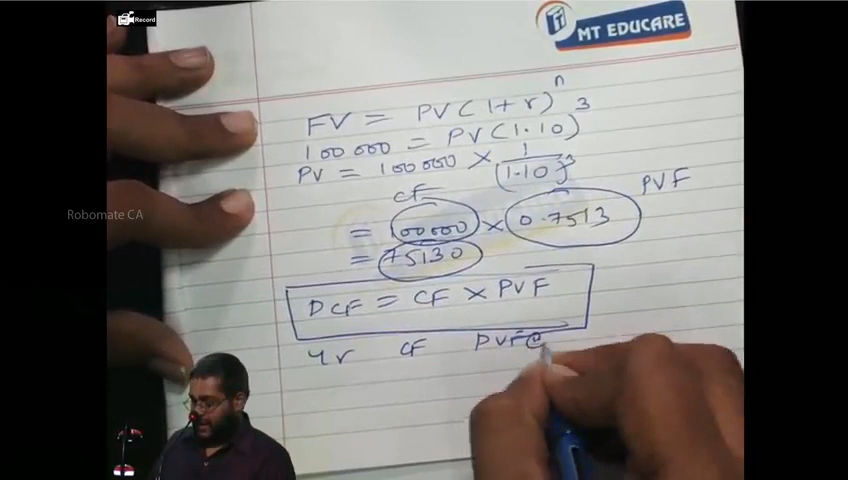 Record
MT EDUCARE
FV = PV(1+r)^n
100000 = PV(1.10)^3
PV = 100000 × 1/(1.10)^3
CF
PVF
= 100000 × 0.7513
= 75130
DCF = CF × PVF
Yr CF PVF@
Robomate CA